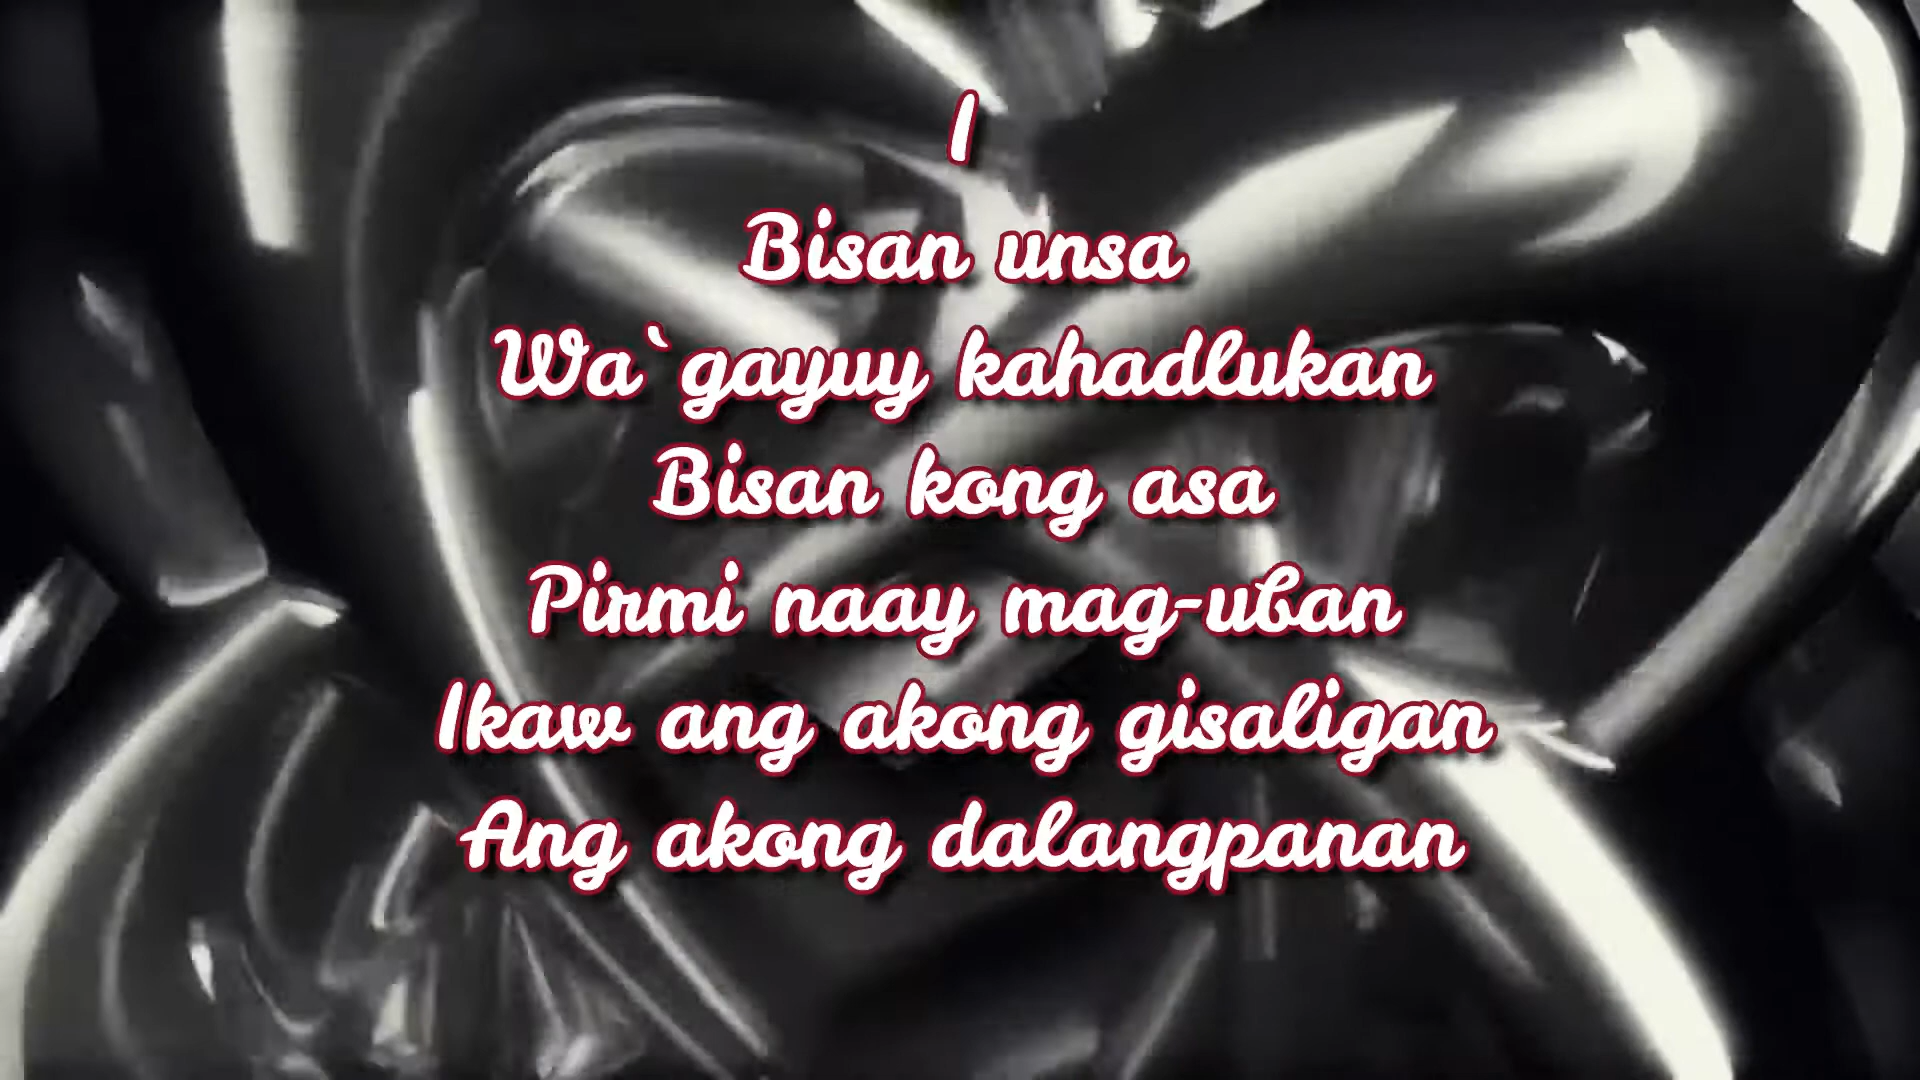 I
Bisan unsa
Wa`gayuy kahadlukan
Bisan kong asa
Pirmi naay mag-uban
Ikaw ang akong gisaligan
Ang akong dalangpanan